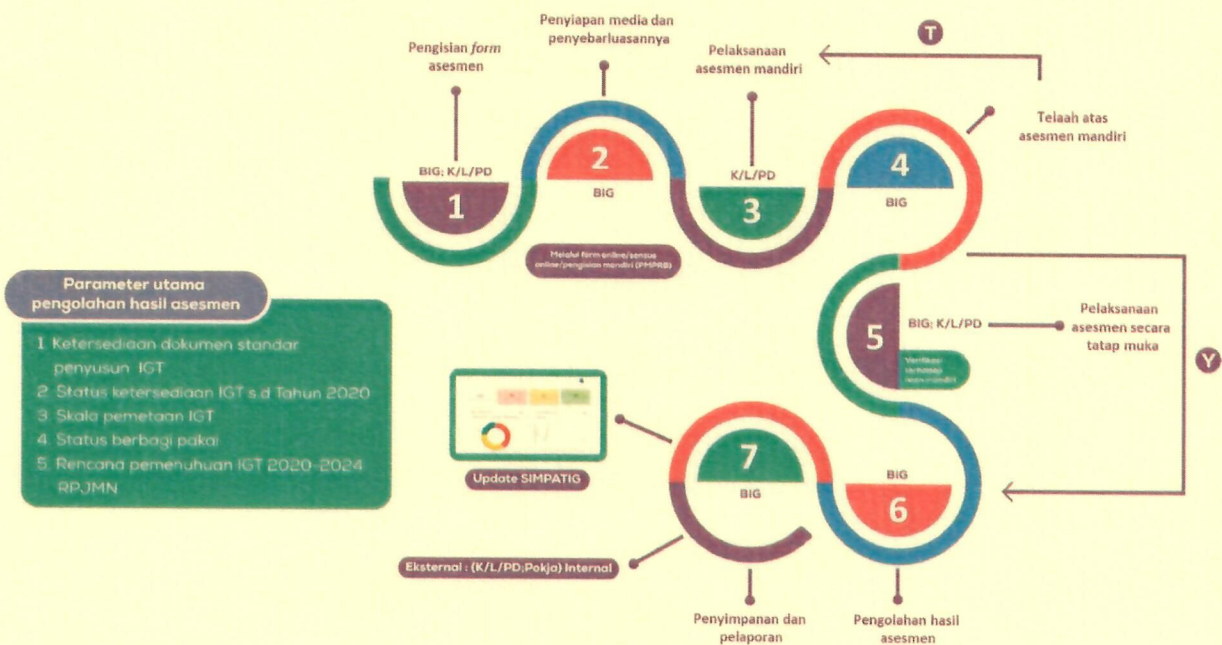 Pengisian form
asesmen
BIG; K/L/PD
1
Penyiapan media dan
penyebarluasannya
2
BIG
Melalui form online/sensus
online/pengisian mandiri (PMPRB)
Pelaksanaan
asesmen mandiri
K/L/PD
3
T
Telaah atas
asesmen mandiri
4
BIG
Y
5
BIG; K/L/PD
Pelaksanaan
asesmen secara
tatap muka
Verifikasi
BIG
6
Pengolahan hasil
asesmen
7
BIG
Penyimpanan dan
pelaporan
Update SIMPATIG
Eksternal : (K/L/PD;Pokja) Internal
Parameter utama
pengolahan hasil asesmen
1 Ketersediaan dokumen standar
penyusun IGT
2 Status ketersediaan IGT s.d Tahun 2020
3 Skala pemetaan IGT
4. Status berbagi pakai
5. Rencana pemenuhuan IGT 2020-2024
RPJMN